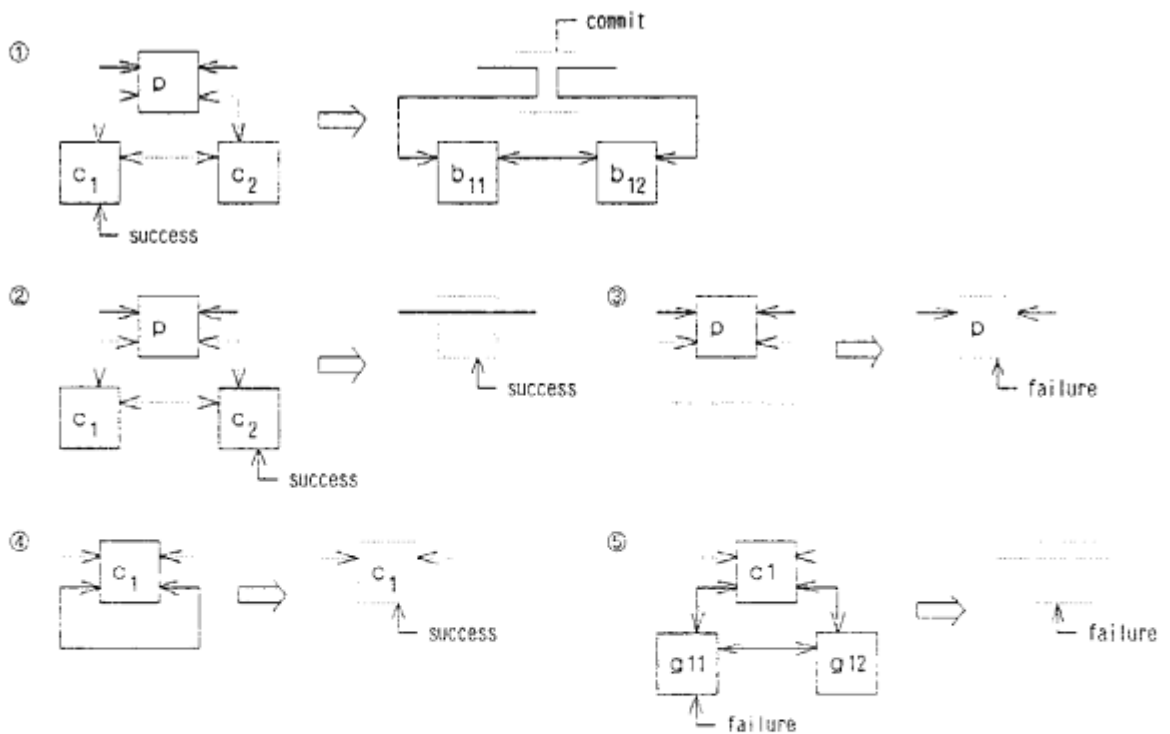 ① p commit
c1 c2 b11 b12
success
② p ③ p p
success failure
c1 c2
success
④ c1 c1 ⑤ c1
success failure
g11 g12
failure